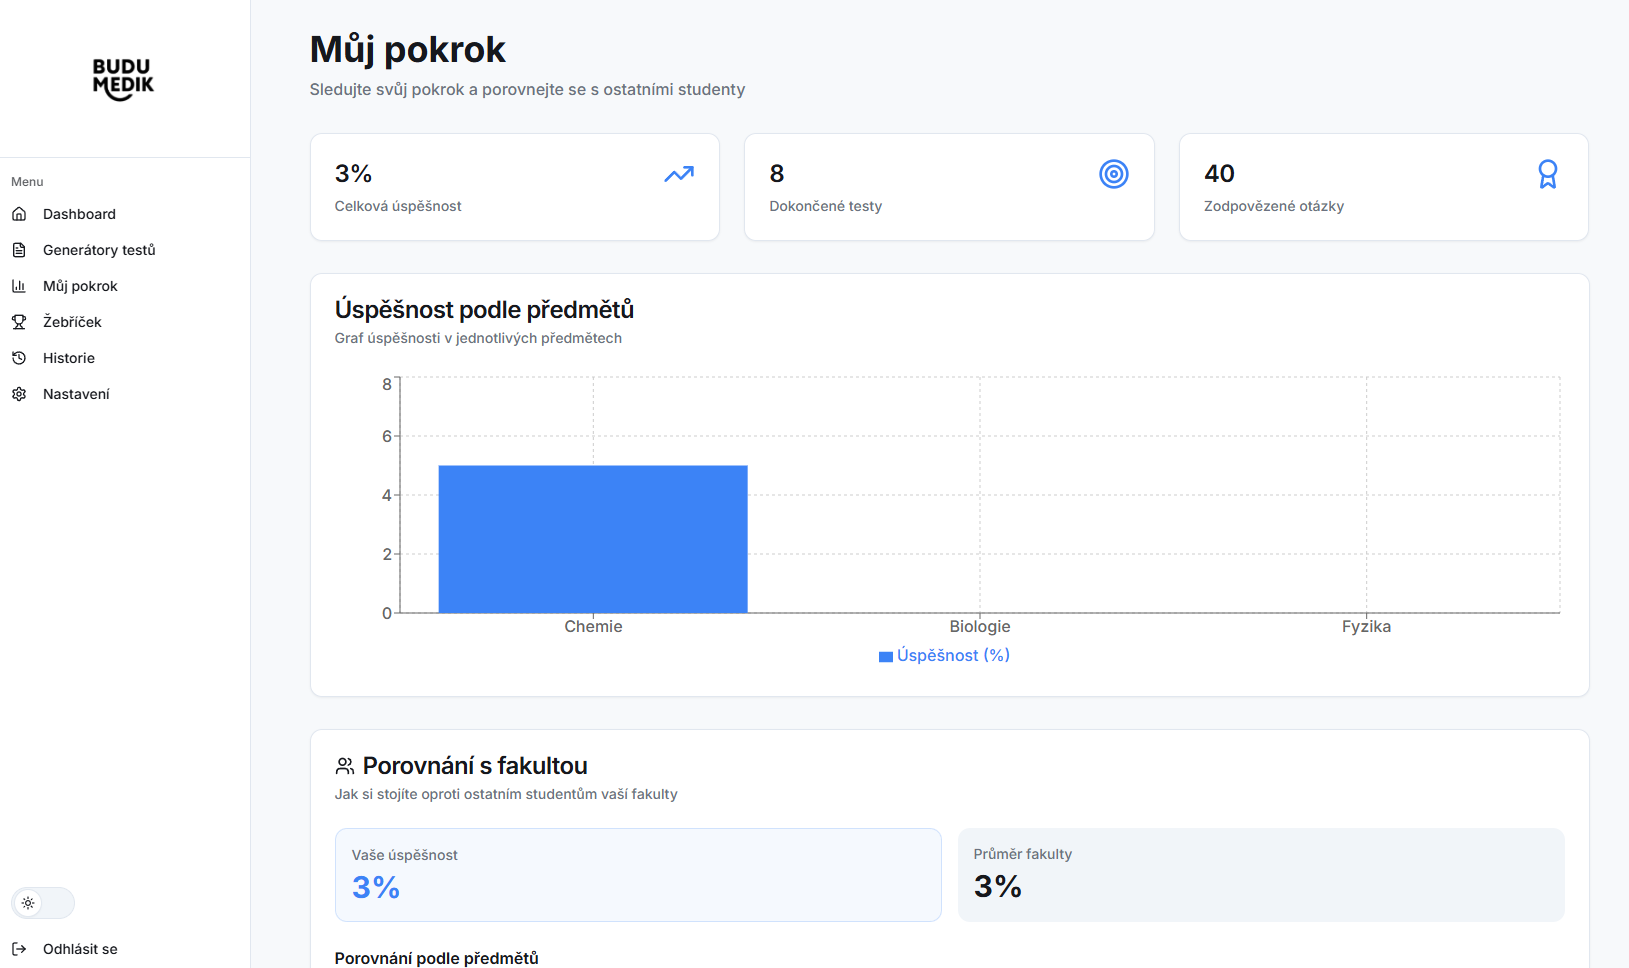 BUDU
MEDIK
Menu
Dashboard
Generátory testů
Můj pokrok
Žebříček
Historie
Nastavení
Odhlásit se
Můj pokrok
Sledujte svůj pokrok a porovnejte se s ostatními studenty
3%
Celková úspěšnost
8
Dokončené testy
40
Zodpovězené otázky
Úspěšnost podle předmětů
Graf úspěšnosti v jednotlivých předmětech
8
6
4
2
0
Chemie
Biologie
Fyzika
Úspěšnost (%)
Porovnání s fakultou
Jak si stojíte oproti ostatním studentům vaší fakulty
Vaše úspěšnost
3%
Průměr fakulty
3%
Porovnání podle předmětů